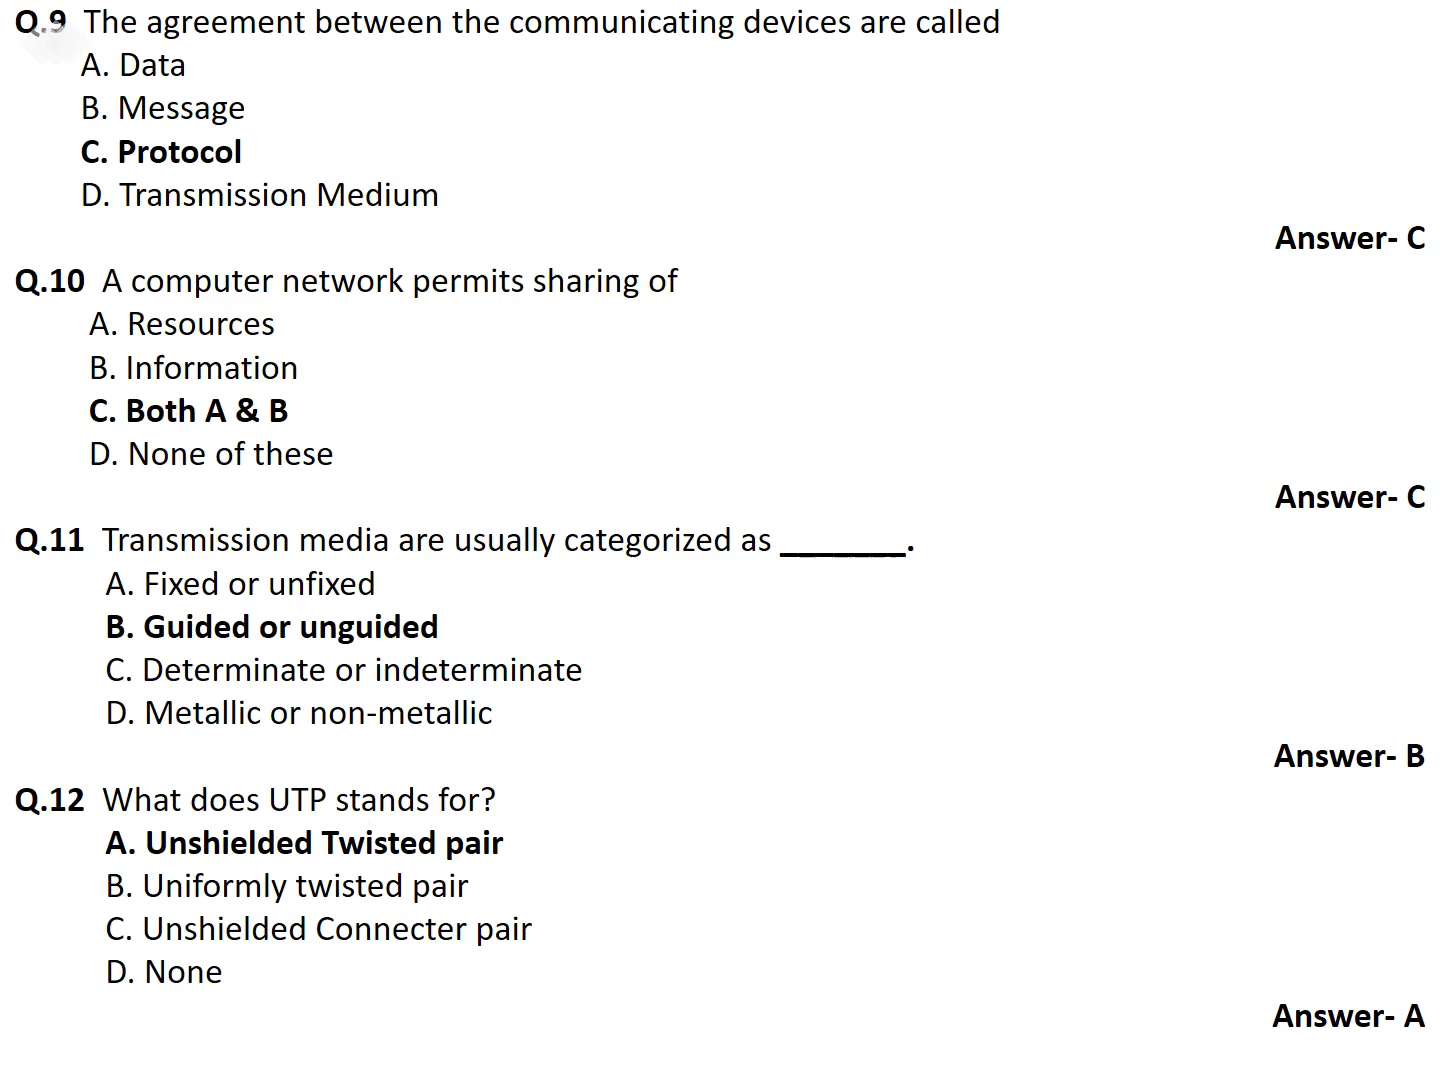 Q.9 The agreement between the communicating devices are called
A. Data
B. Message
C. Protocol
D. Transmission Medium
Answer- C
Q.10 A computer network permits sharing of
A. Resources
B. Information
C. Both A & B
D. None of these
Answer- C
Q.11 Transmission media are usually categorized as _______.
A. Fixed or unfixed
B. Guided or unguided
C. Determinate or indeterminate
D. Metallic or non-metallic
Answer- B
Q.12 What does UTP stands for?
A. Unshielded Twisted pair
B. Uniformly twisted pair
C. Unshielded Connecter pair
D. None
Answer- A